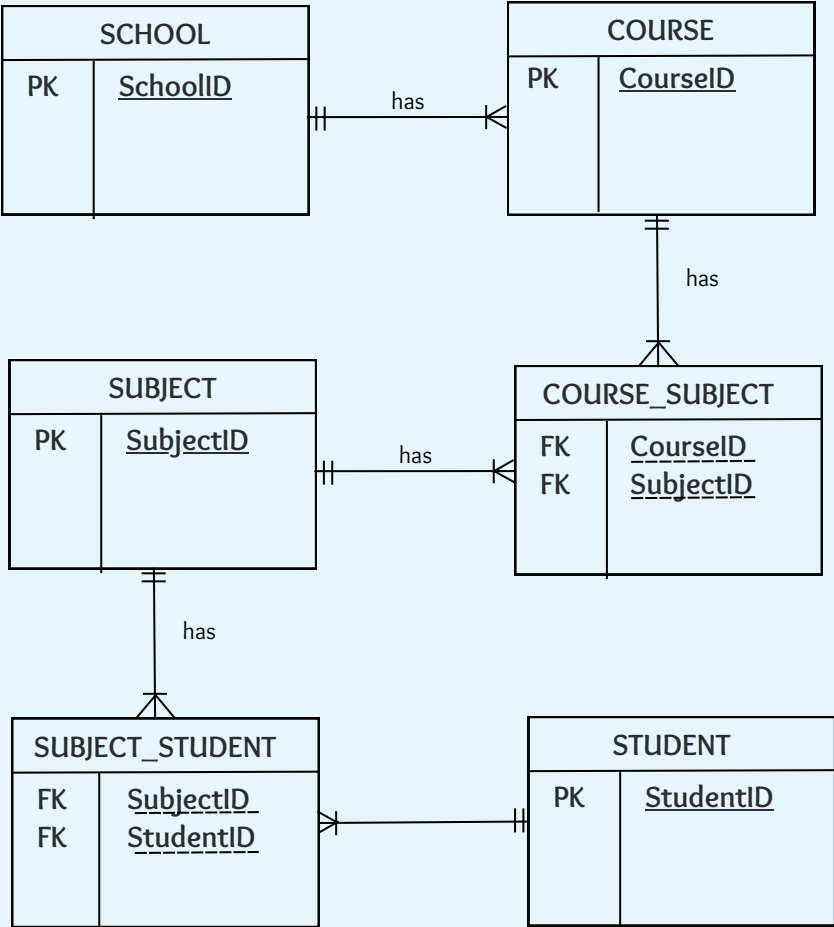 SCHOOL
PK SchoolID
has
COURSE
PK CourseID
has
SUBJECT
PK SubjectID
has
COURSE_SUBJECT
FK CourseID
FK SubjectID
has
SUBJECT_STUDENT
FK SubjectID
FK StudentID
STUDENT
PK StudentID